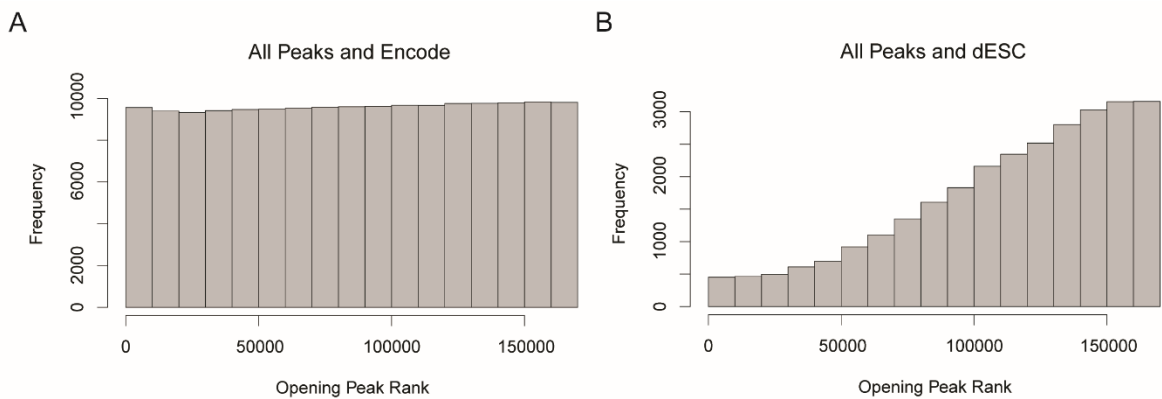 A
All Peaks and Encode
Frequency
10000
6000
2000
0
0 50000 100000 150000
Opening Peak Rank
B
All Peaks and dESC
Frequency
3000
2000
1000
0
0 50000 100000 150000
Opening Peak Rank